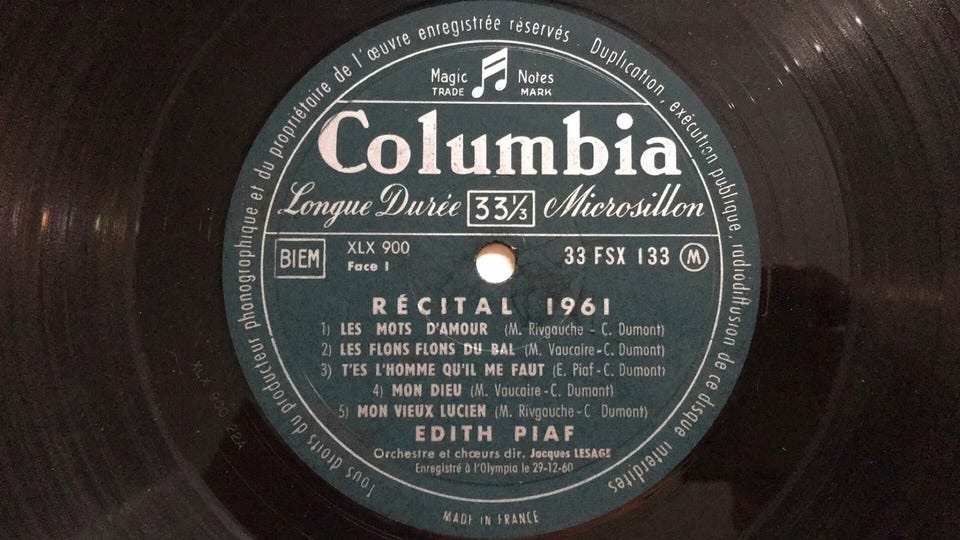 Tous droits du producteur phonographique et du propriétaire de l'œuvre enregistrée réservés. Duplication, exécution publique, radiodiffusion de ce disque interdites
Magic Notes
TRADE MARK
Columbia
Longue Durée 33⅓ Microsillon
BIEM XLX 900 33 FSX 133 M
Face 1
RÉCITAL 1961
1) LES MOTS D'AMOUR (M. Rivgauche - C. Dumont)
2) LES FLONS FLONS DU BAL (M. Vaucaire-C. Dumont)
3) T'ES L'HOMME QU'IL ME FAUT (E. Piaf-C. Dumont)
4) MON DIEU (M. Vaucaire-C. Dumont)
5) MON VIEUX LUCIEN (M. Rivgauche-C Dumont)
EDITH PIAF
Orchestre et chœurs dir. Jacques LESAGE
Enregistré à l'Olympia le 29-12-60
MADE IN FRANCE
XLX 900